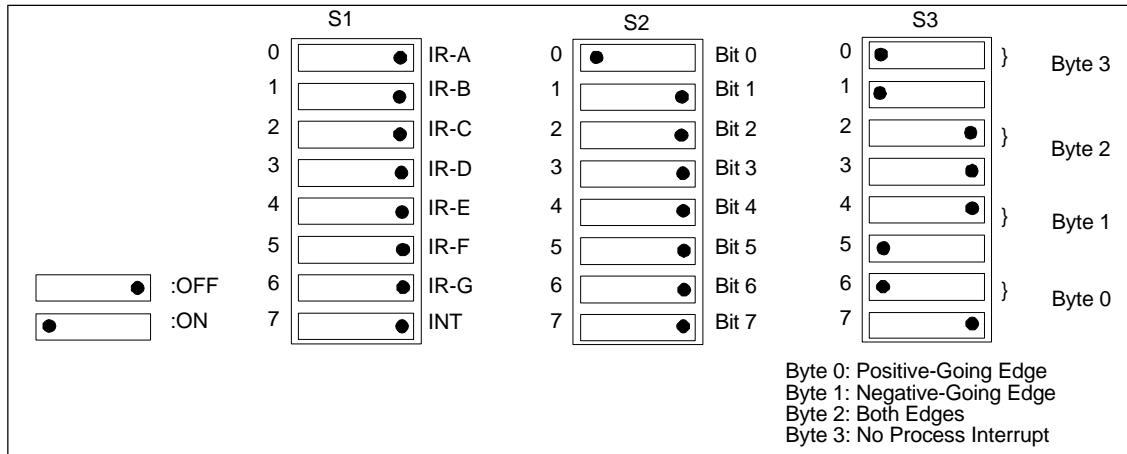 S1 S2 S3
0 IR-A 0 Bit 0 0 } Byte 3
1 IR-B 1 Bit 1 1
2 IR-C 2 Bit 2 2 } Byte 2
3 IR-D 3 Bit 3 3
4 IR-E 4 Bit 4 4 } Byte 1
5 IR-F 5 Bit 5 5
:OFF 6 IR-G 6 Bit 6 6 } Byte 0
:ON 7 INT 7 Bit 7 7
Byte 0: Positive-Going Edge
Byte 1: Negative-Going Edge
Byte 2: Both Edges
Byte 3: No Process Interrupt